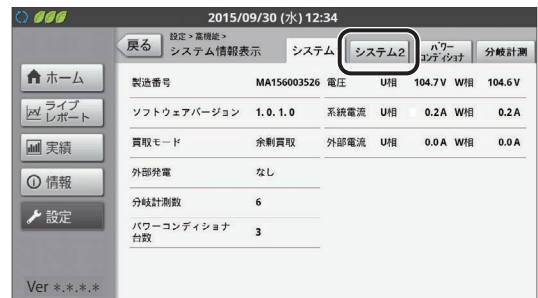 2015/09/30 (水) 12:34
戻る
設定 > 高機能 >
システム情報表示
システム
システム2
パワーコンディショナ
分岐計測
ホーム
ライブレポート
実績
情報
設定
Ver *.*.*.*
製造番号 MA156003526 電圧 U相 104.7 V W相 104.6 V
ソフトウェアバージョン 1.0.1.0 系統電流 U相 0.2 A W相 0.2 A
買取モード 余剰買取 外部電流 U相 0.0 A W相 0.0 A
外部発電 なし
分岐計測数 6
パワーコンディショナ台数 3